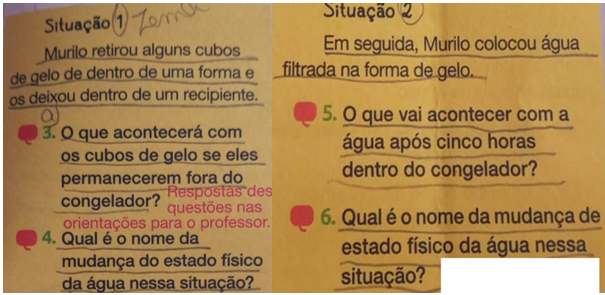 Situação 1 Tema
Murilo retirou alguns cubos
de gelo de dentro de uma forma e
os deixou dentro de um recipiente.
a)
3. O que acontecerá com
os cubos de gelo se eles
permanecerem fora do
congelador? Respostas des
questões nas
orientações para o professor.
4. Qual é o nome da
mudança do estado físico
da água nessa situação?
Situação 2
Em seguida, Murilo colocou água
filtrada na forma de gelo.
5. O que vai acontecer com a
água após cinco horas
dentro do congelador?
6. Qual é o nome da mudança de
estado físico da água nessa
situação?